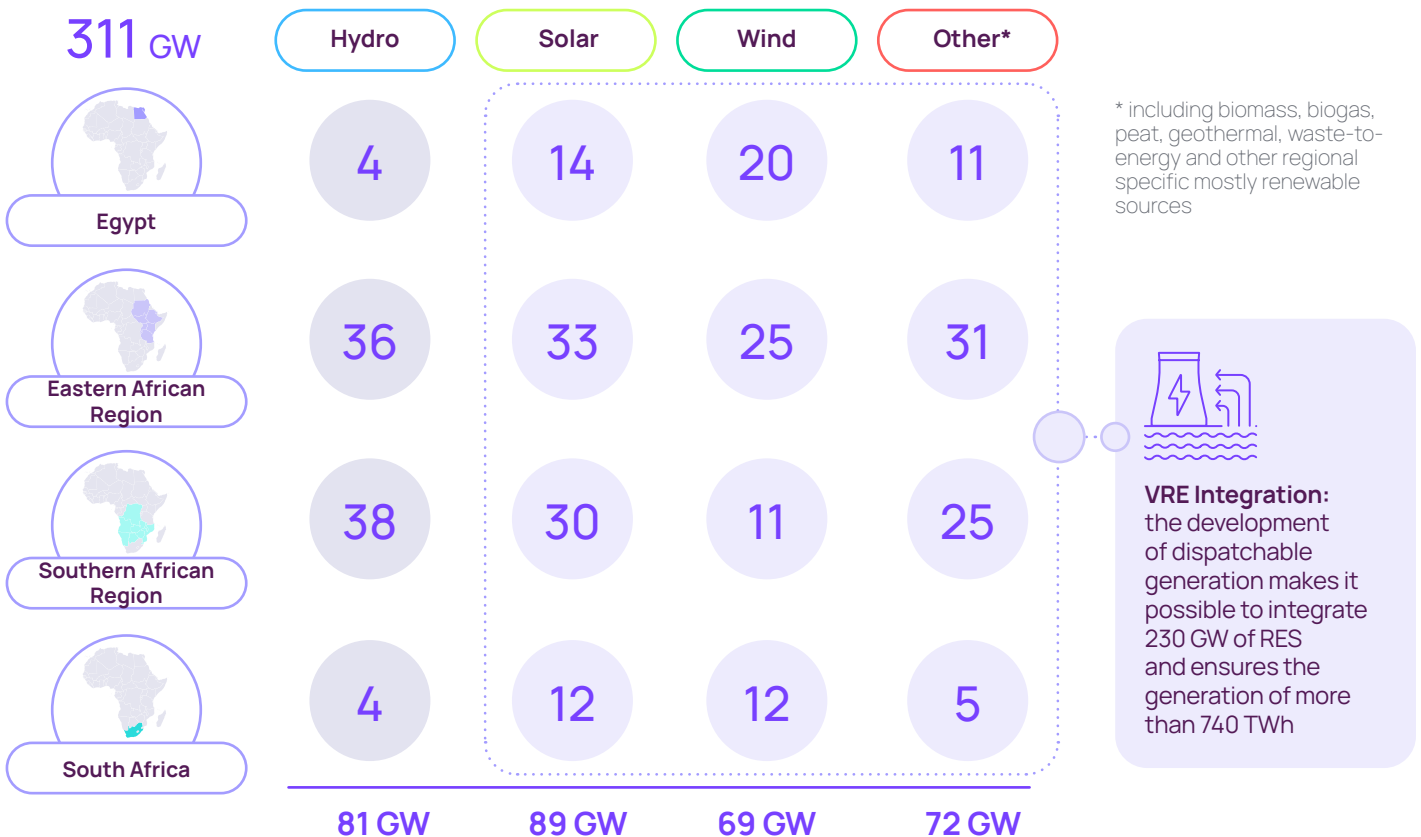 311 GW
Hydro
Solar
Wind
Other*
Egypt
4
14
20
11
* including biomass, biogas,
peat, geothermal, waste-to-
energy and other regional
specific mostly renewable
sources
Eastern African
Region
36
33
25
31
Southern African
Region
38
30
11
25
South Africa
4
12
12
5
VRE Integration:
the development
of dispatchable
generation makes it
possible to integrate
230 GW of RES
and ensures the
generation of more
than 740 TWh
81 GW
89 GW
69 GW
72 GW